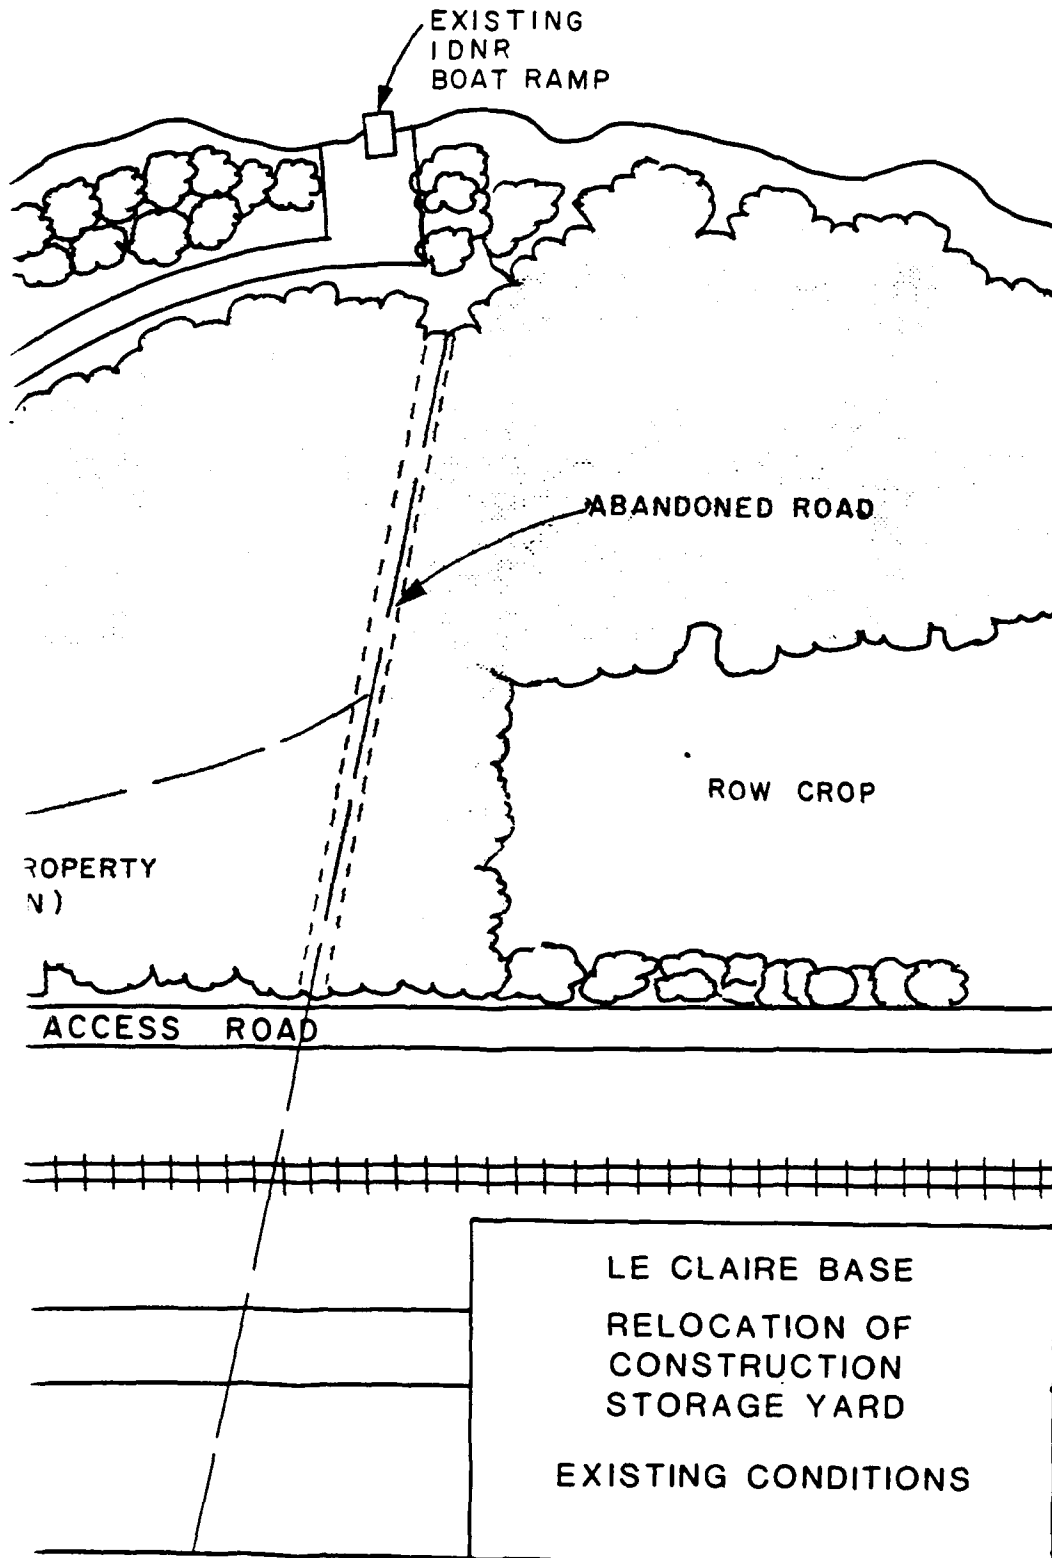 EXISTING
IDNR
BOAT RAMP
ABANDONED ROAD
ROW CROP
ROPERTY
N)
ACCESS ROAD
LE CLAIRE BASE
RELOCATION OF
CONSTRUCTION
STORAGE YARD
EXISTING CONDITIONS